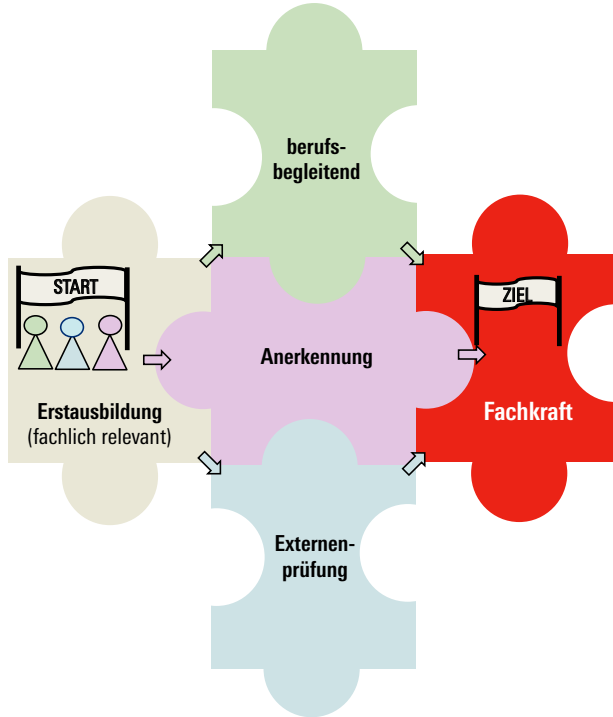 berufs-
begleitend
START
ZIEL
Anerkennung
Erstausbildung
(fachlich relevant)
Fachkraft
Externen-
prüfung